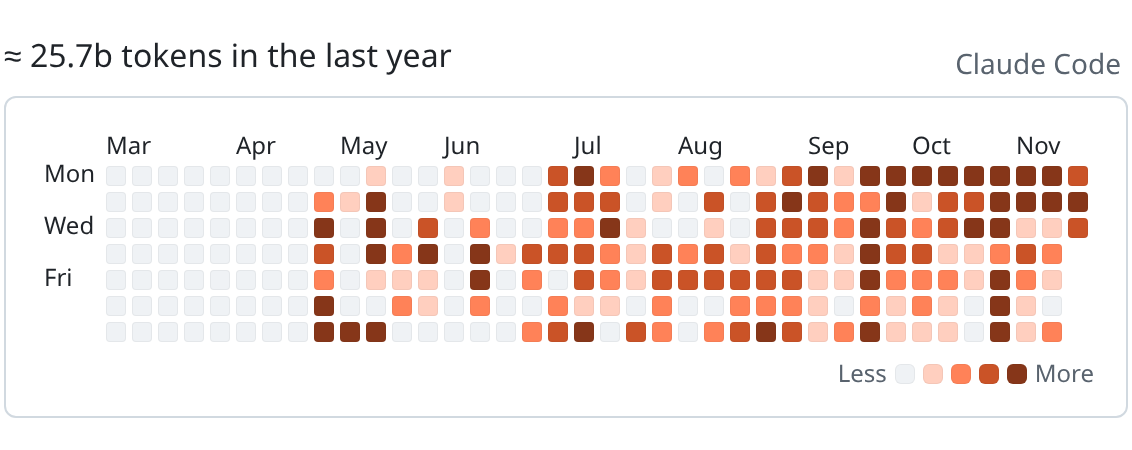 ≈ 25.7b tokens in the last year
Claude Code
Mar Apr May Jun Jul Aug Sep Oct Nov
Mon
Wed
Fri
Less More